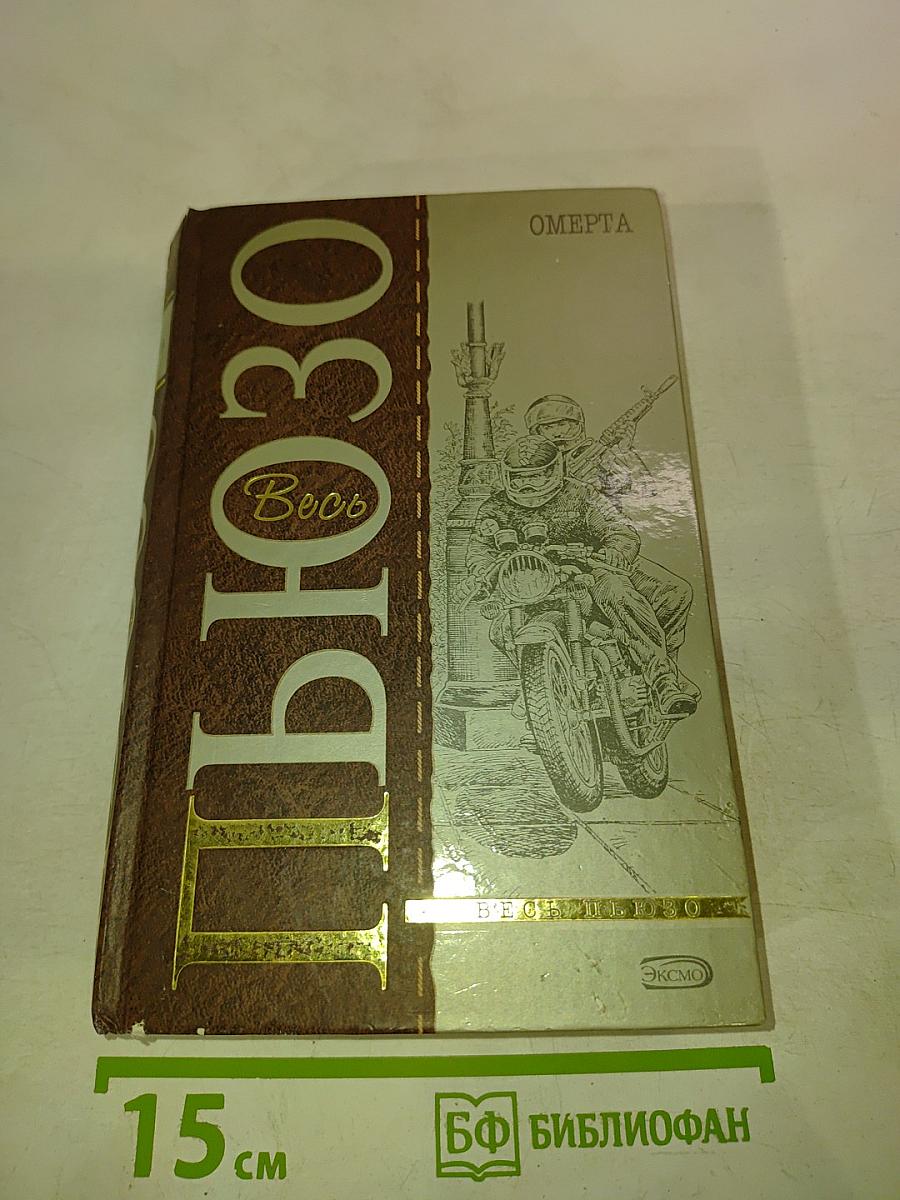 ОМЕРТА
ПЬЮЗО
Весь
ВЕСЬ ПЬЮЗО
ЭКСМО
15 см
БФ БИБЛИОФАН